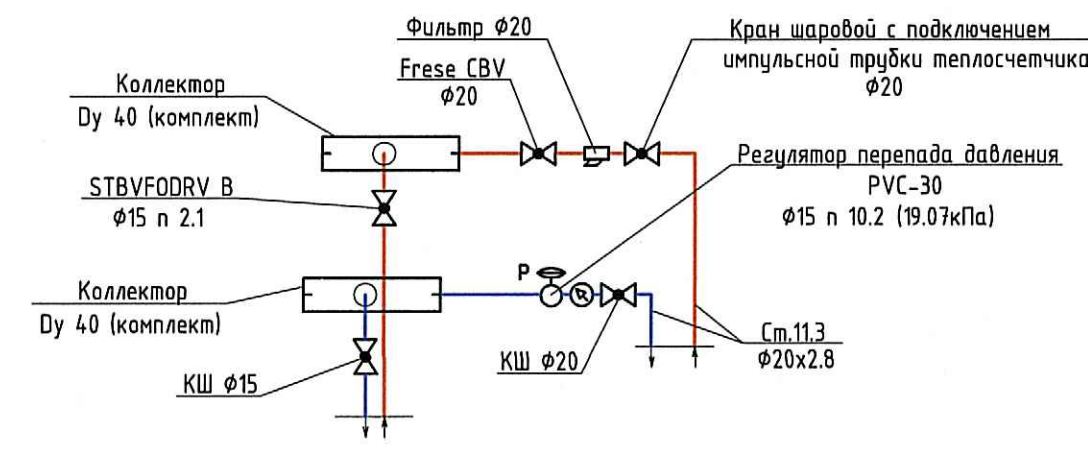 Фильтр Ф20
Кран шаровой с подключением
импульсной трубки теплосчетчика
Ф20
Frese CBV
Ф20
Коллектор
Dу 40 (комплект)
Регулятор перепада давления
PVC-30
Ф15 n 10.2 (19.07кПа)
STBVFODRV B
Ф15 n 2.1
P
Коллектор
Dу 40 (комплект)
Ст.11.3
Ф20х2.8
КШ Ф20
КШ Ф15